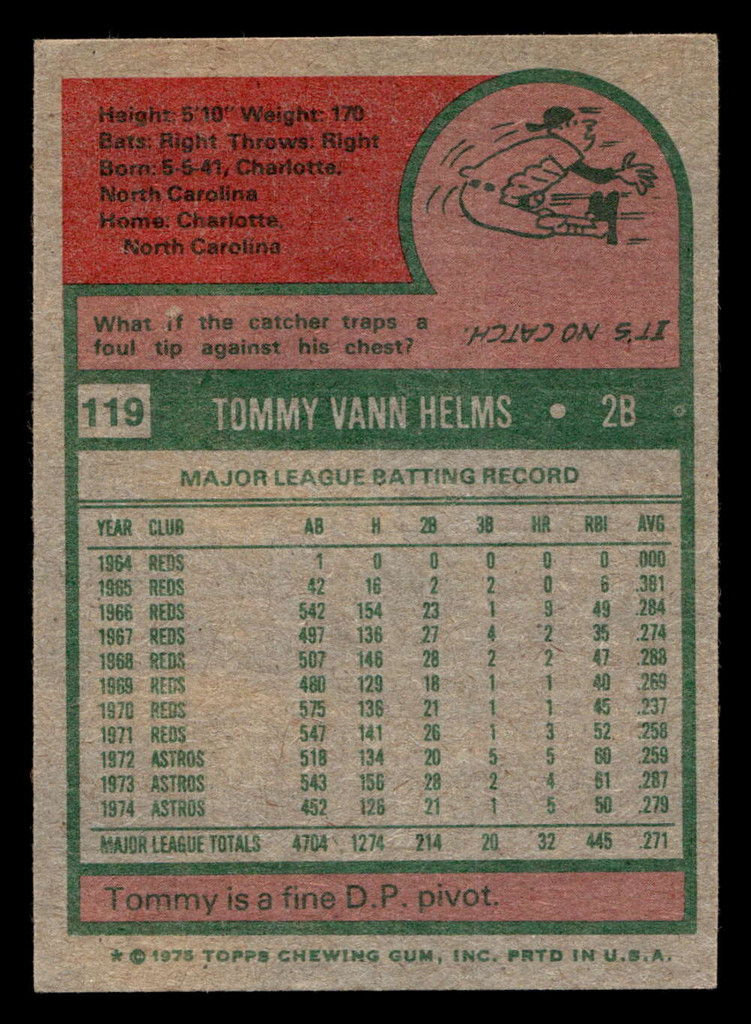 Height: 5'10" Weight: 170
Bats: Right Throws: Right
Born: 5-5-41, Charlotte,
North Carolina
Home: Charlotte,
North Carolina
What if the catcher traps a
foul tip against his chest?
IT'S NO CATCH.
119 TOMMY VANN HELMS • 2B
MAJOR LEAGUE BATTING RECORD
YEAR CLUB AB H 2B 3B HR RBI AVG
1964 REDS 1 0 0 0 0 0 .000
1965 REDS 42 16 2 2 0 6 .381
1966 REDS 542 154 23 1 9 49 .284
1967 REDS 497 136 27 4 2 35 .274
1968 REDS 507 146 28 2 2 47 .288
1969 REDS 480 129 18 1 1 40 .269
1970 REDS 575 136 21 1 1 45 .237
1971 REDS 547 141 26 1 3 52 .258
1972 ASTROS 518 134 20 5 5 60 .259
1973 ASTROS 543 156 28 2 4 61 .287
1974 ASTROS 452 126 21 1 5 50 .279
MAJOR LEAGUE TOTALS 4704 1274 214 20 32 445 .271
Tommy is a fine D.P. pivot.
* © 1975 TOPPS CHEWING GUM, INC. PRTD IN U.S.A.